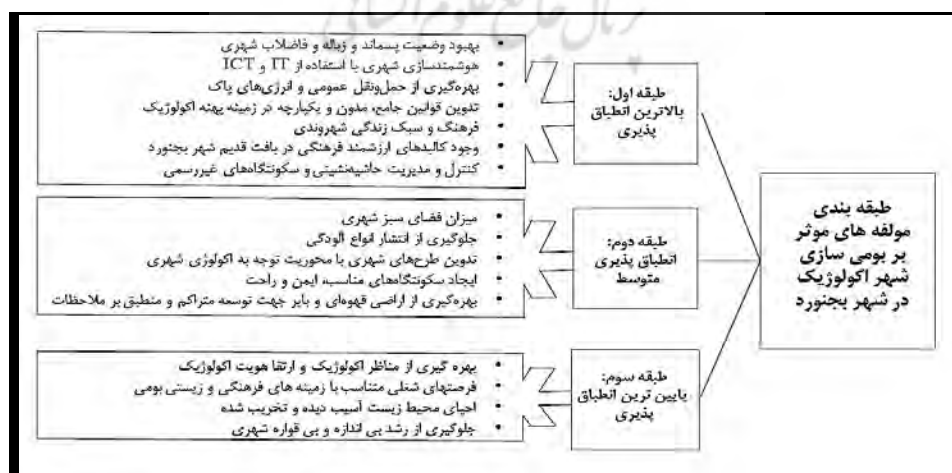 پرتال جامع علوم انسانی
طبقه بندی
مولفه های موثر
بر بومی سازی
شهر اکولوژیک
در شهر بجنورد
طبقه اول:
بالاترین انطباق
پذیری
• بهبود وضعیت پسماند و زباله و فاضلاب شهری
• هوشمندسازی شهری با استفاده از IT و ICT
• بهره‌گیری از حمل‌ونقل عمومی و انرژی‌های پاک
• تدوین قوانین جامع، مدون و یکپارچه در زمینه پهنه اکولوژیک
• فرهنگ و سبک زندگی شهروندی
• وجود کالبدهای ارزشمند فرهنگی در بافت قدیم شهر بجنورد
• کنترل و مدیریت حاشیه‌نشینی و سکونتگاه‌های غیررسمی
طبقه دوم:
انطباق پذیری
متوسط
• میزان فضای سبز شهری
• جلوگیری از انتشار انواع آلودگی
• تدوین طرح‌های شهری با محوریت توجه به اکولوژی شهری
• ایجاد سکونتگاه‌های مناسب، ایمن و راحت
• بهره‌گیری از اراضی قهوه‌ای و بایر جهت توسعه متراکم و منطبق بر ملاحظات
طبقه سوم:
پایین ترین انطباق
پذیری
• بهره گیری از مناظر اکولوژیک و ارتقا هویت اکولوژیک
• فرصتهای شغلی متناسب با زمینه های فرهنگی و زیستی بومی
• احیای محیط زیست آسیب دیده و تخریب شده
• جلوگیری از رشد بی اندازه و بی قواره شهری